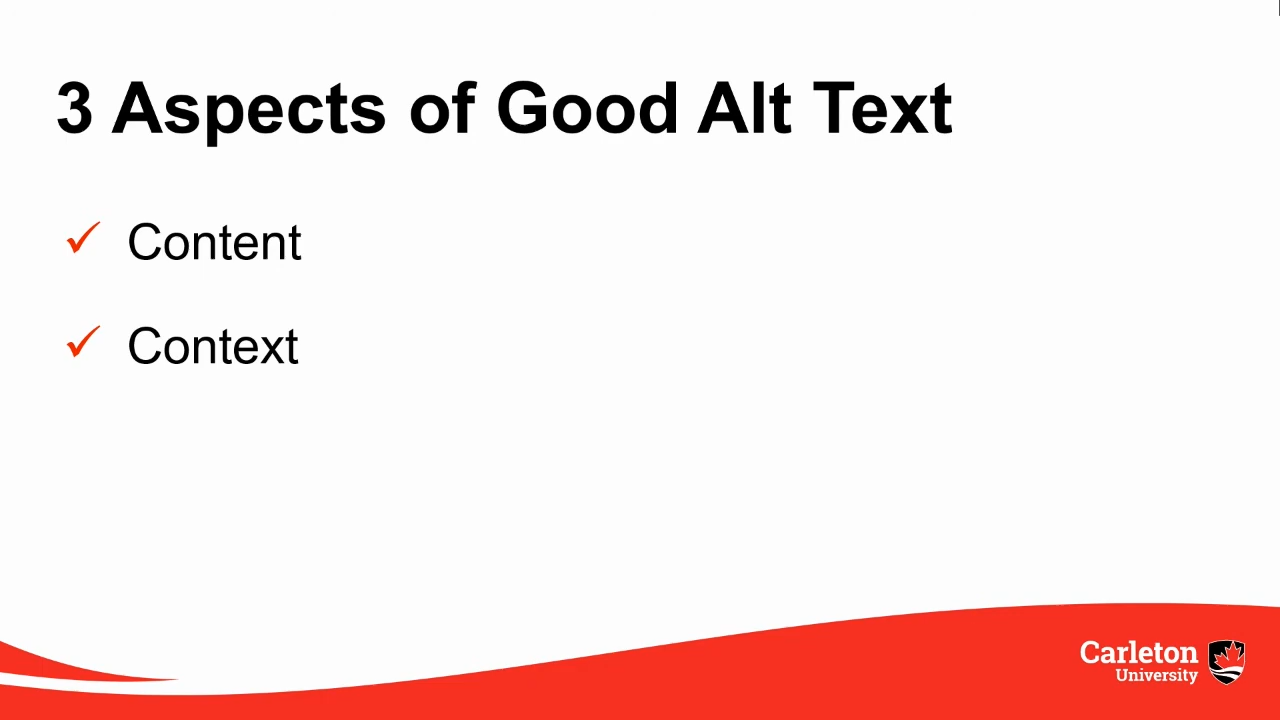 3 Aspects of Good Alt Text
✓ Content
✓ Context
Carleton
University